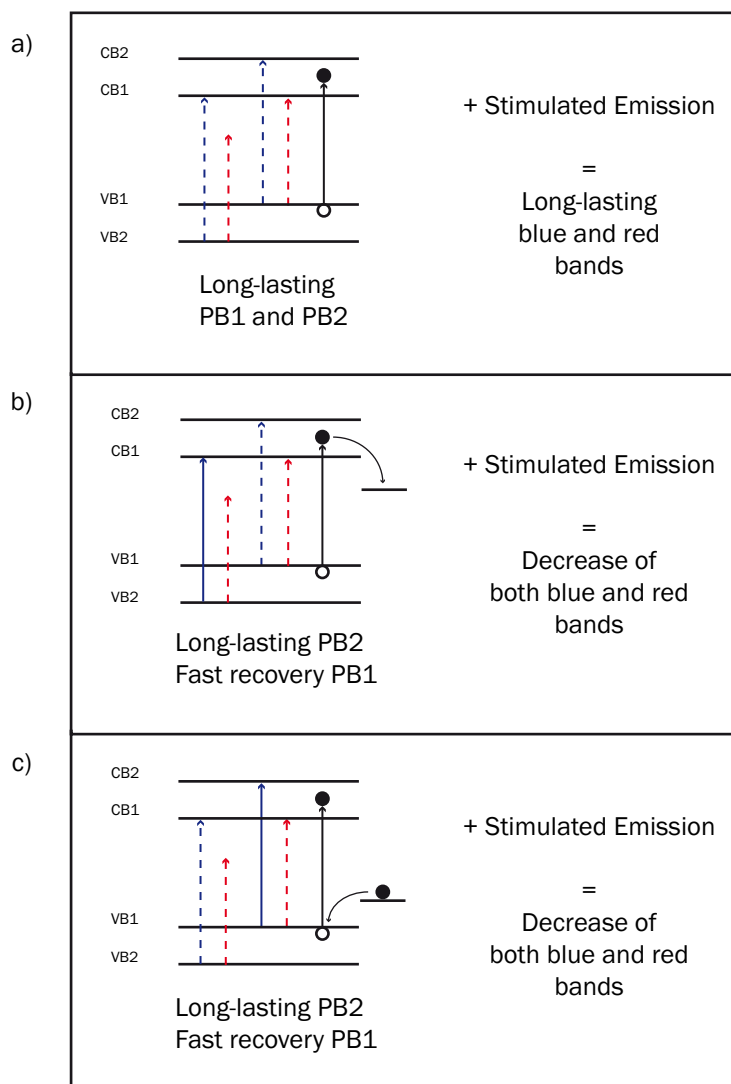 a)
CB2
CB1
VB1
VB2
Long-lasting
PB1 and PB2
+ Stimulated Emission
=
Long-lasting
blue and red
bands
b)
CB2
CB1
VB1
VB2
Long-lasting PB2
Fast recovery PB1
+ Stimulated Emission
=
Decrease of
both blue and red
bands
c)
CB2
CB1
VB1
VB2
Long-lasting PB2
Fast recovery PB1
+ Stimulated Emission
=
Decrease of
both blue and red
bands